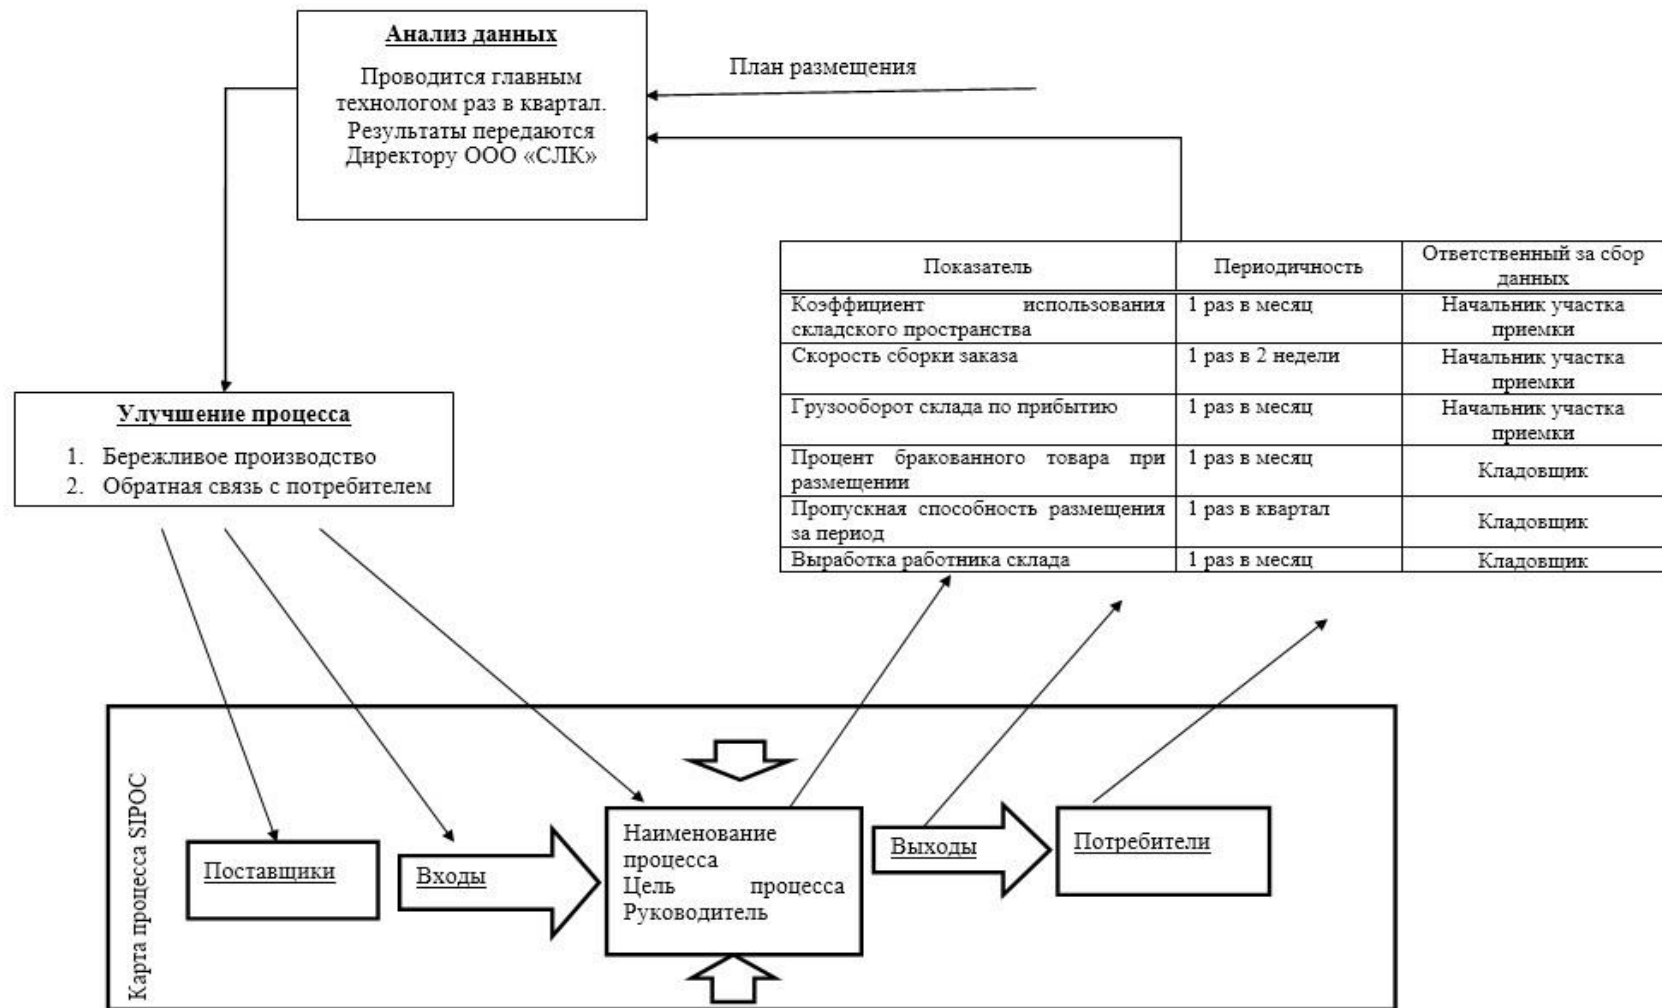 Анализ данных
Проводится главным
технологом раз в квартал.
Результаты передаются
Директору ООО «СЛК»
План размещения
Показатель Периодичность Ответственный за сбор
данных
Коэффициент использования 1 раз в месяц Начальник участка
складского пространства приемки
Скорость сборки заказа 1 раз в 2 недели Начальник участка
приемки
Грузооборот склада по прибытию 1 раз в месяц Начальник участка
приемки
Процент бракованного товара при 1 раз в месяц Кладовщик
размещении
Пропускная способность размещения 1 раз в квартал Кладовщик
за период
Выработка работника склада 1 раз в месяц Кладовщик
Улучшение процесса
1. Бережливое производство
2. Обратная связь с потребителем
Карта процесса SIPOC
Поставщики
Входы
Наименование
процесса
Цель процесса
Руководитель
Выходы
Потребители